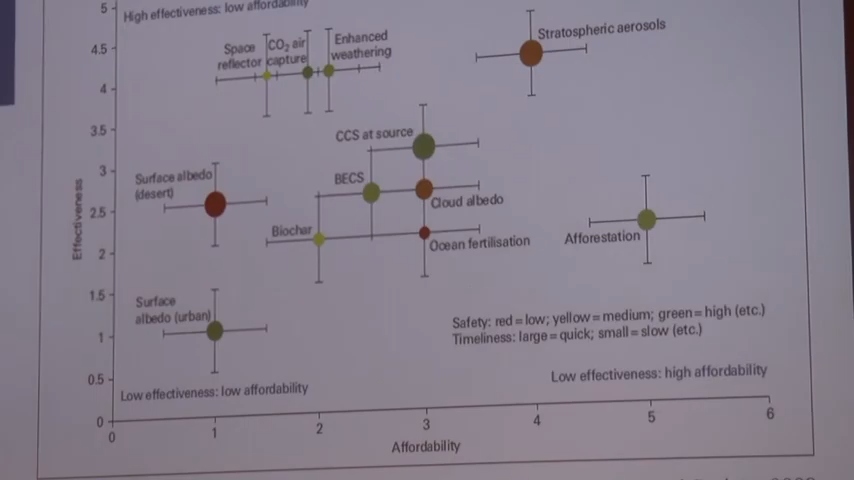 High effectiveness: low affordability
5
4.5
4
3.5
3
2.5
2
1.5
1
0.5
0
Effectiveness
Space reflector
CO2 air capture
Enhanced weathering
Stratospheric aerosols
CCS at source
Surface albedo
(desert)
BECS
Cloud albedo
Biochar
Ocean fertilisation
Afforestation
Surface
albedo (urban)
Safety: red=low; yellow=medium; green=high (etc.)
Timeliness: large=quick; small=slow (etc.)
Low effectiveness: low affordability
Low effectiveness: high affordability
0 1 2 3 4 5 6
Affordability